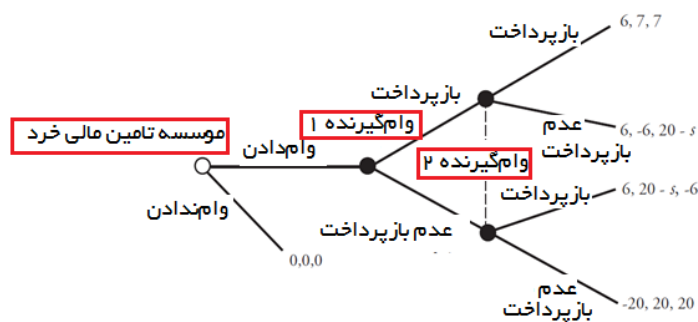 بازپرداخت
6, 7, 7
بازپرداخت
وام‌گیرنده ۱
عدم
بازپرداخت
6, -6, 20 - s
موسسه تامین مالی خرد
وام‌دادن
وام‌گیرنده ۲
بازپرداخت
6, 20 - s, -6
وام‌ندادن
عدم بازپرداخت
0,0,0
عدم
بازپرداخت
-20, 20, 20